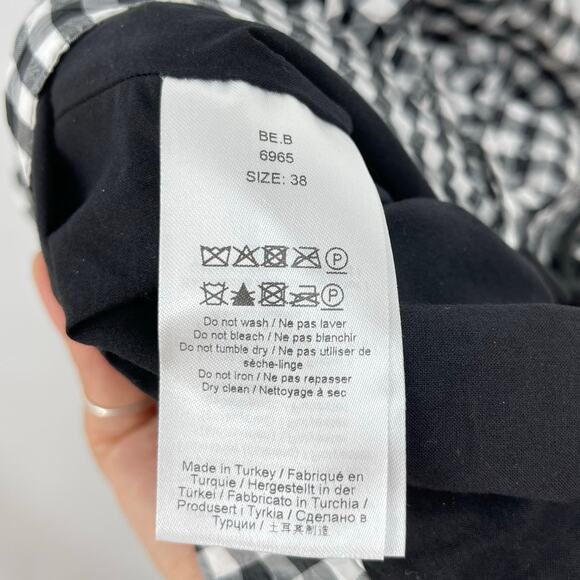 BE.B
6965
SIZE: 38
P
P
Do not wash / Ne pas laver
Do not bleach / Ne pas blanchir
Do not tumble dry / Ne pas utiliser de
sèche-linge
Do not iron / Ne pas repasser
Dry clean / Nettoyage à sec
Made in Turkey / Fabriqué en
Turquie / Hergestellt in der
Türkei / Fabbricato in Turchia /
Produsert i Tyrkia / Сделано в
Турции / 土耳其制造